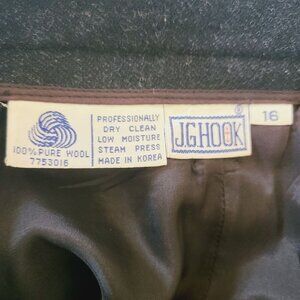 100% PURE WOOL
7753016
PROFESSIONALLY
DRY CLEAN
LOW MOISTURE
STEAM PRESS
MADE IN KOREA
J.G.HOOK
16